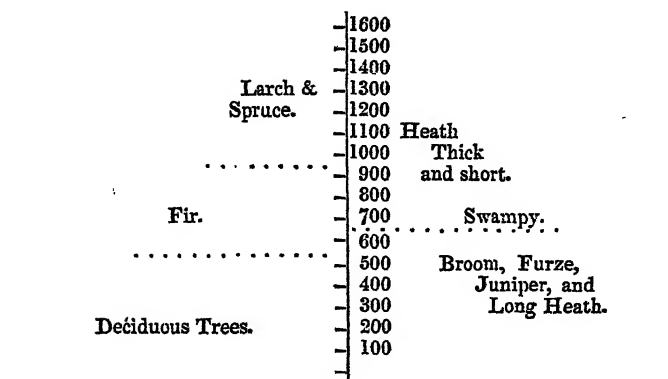 1600
1500
1400
Larch & 1300
Spruce. 1200
1100 Heath
1000 Thick
900 and short.
800
Fir. 700 Swampy.
600
500 Broom, Furze,
400 Juniper, and
300 Long Heath.
Deciduous Trees. 200
100